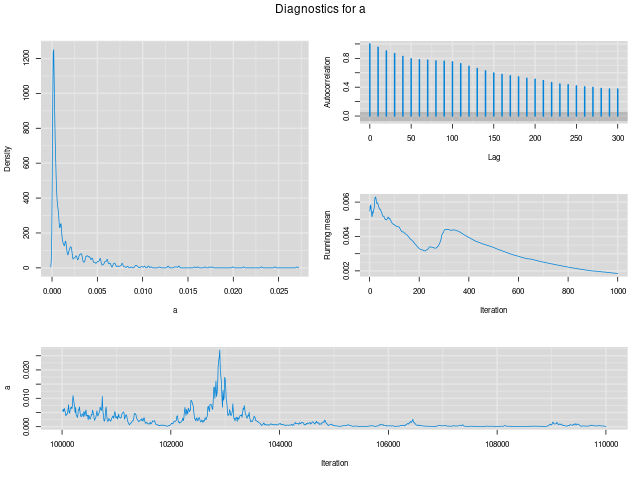 Diagnostics for a
Density
0 200 400 600 800 1000 1200
0.000 0.005 0.010 0.015 0.020 0.025
a
Autocorrelation
0.0 0.4 0.8
0 50 100 150 200 250 300
Lag
Running mean
0.002 0.004 0.006
0 200 400 600 800 1000
Iteration
a
0.000 0.010 0.020
100000 102000 104000 106000 108000 110000
Iteration